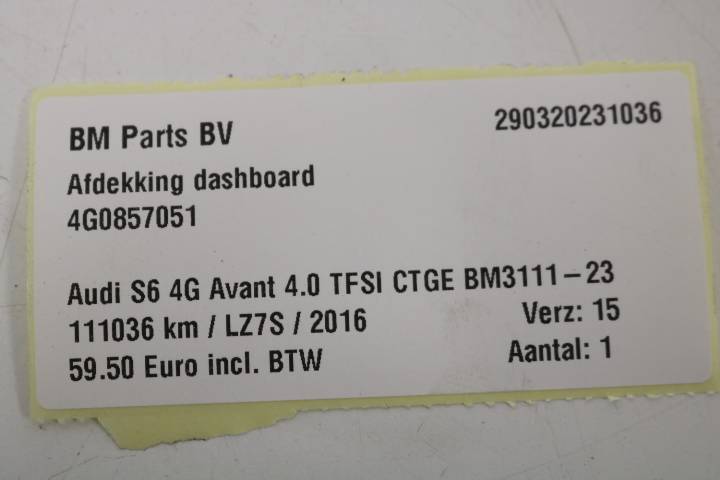 BM Parts BV 290320231036
Afdekking dashboard
4G0857051
Audi S6 4G Avant 4.0 TFSI CTGE BM3111-23
111036 km / LZ7S / 2016 Verz: 15
59.50 Euro incl. BTW Aantal: 1